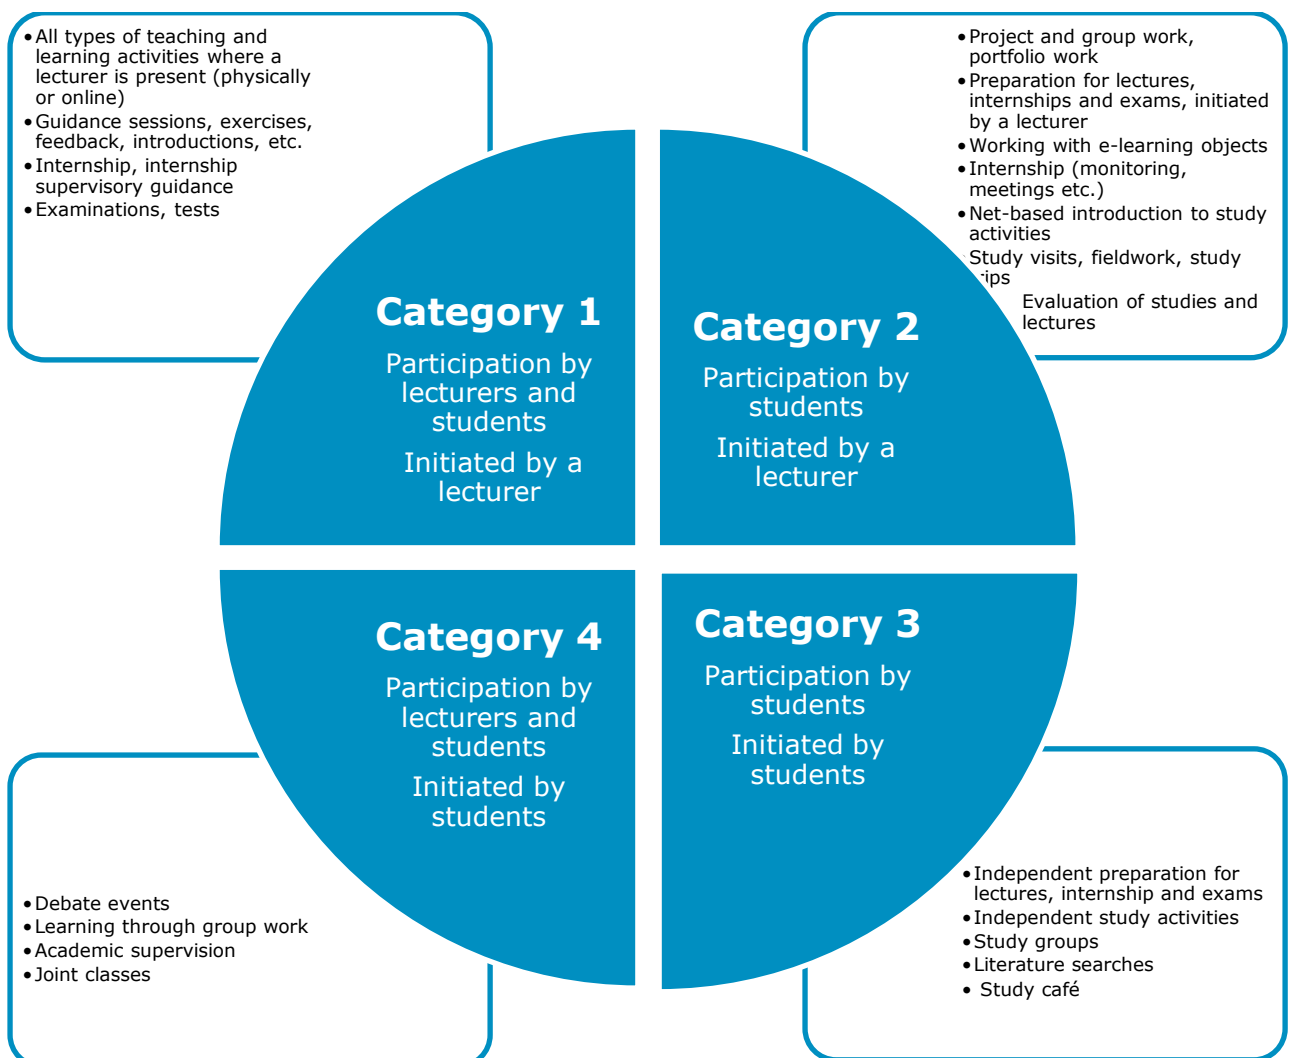 •All types of teaching and
learning activities where a
lecturer is present (physically
or online)
•Guidance sessions, exercises,
feedback, introductions, etc.
•Internship, internship
supervisory guidance
•Examinations, tests
•Project and group work,
portfolio work
•Preparation for lectures,
internships and exams, initiated
by a lecturer
•Working with e-learning objects
•Internship (monitoring,
meetings etc.)
•Net-based introduction to study
activities
•Study visits, fieldwork, study
rips
Evaluation of studies and
lectures
Category 1
Participation by
lecturers and
students
Initiated by a
lecturer
Category 2
Participation by
students
Initiated by a
lecturer
Category 4
Participation by
lecturers and
students
Initiated by
students
Category 3
Participation by
students
Initiated by
students
•Debate events
•Learning through group work
•Academic supervision
•Joint classes
•Independent preparation for
lectures, internship and exams
•Independent study activities
•Study groups
•Literature searches
• Study café